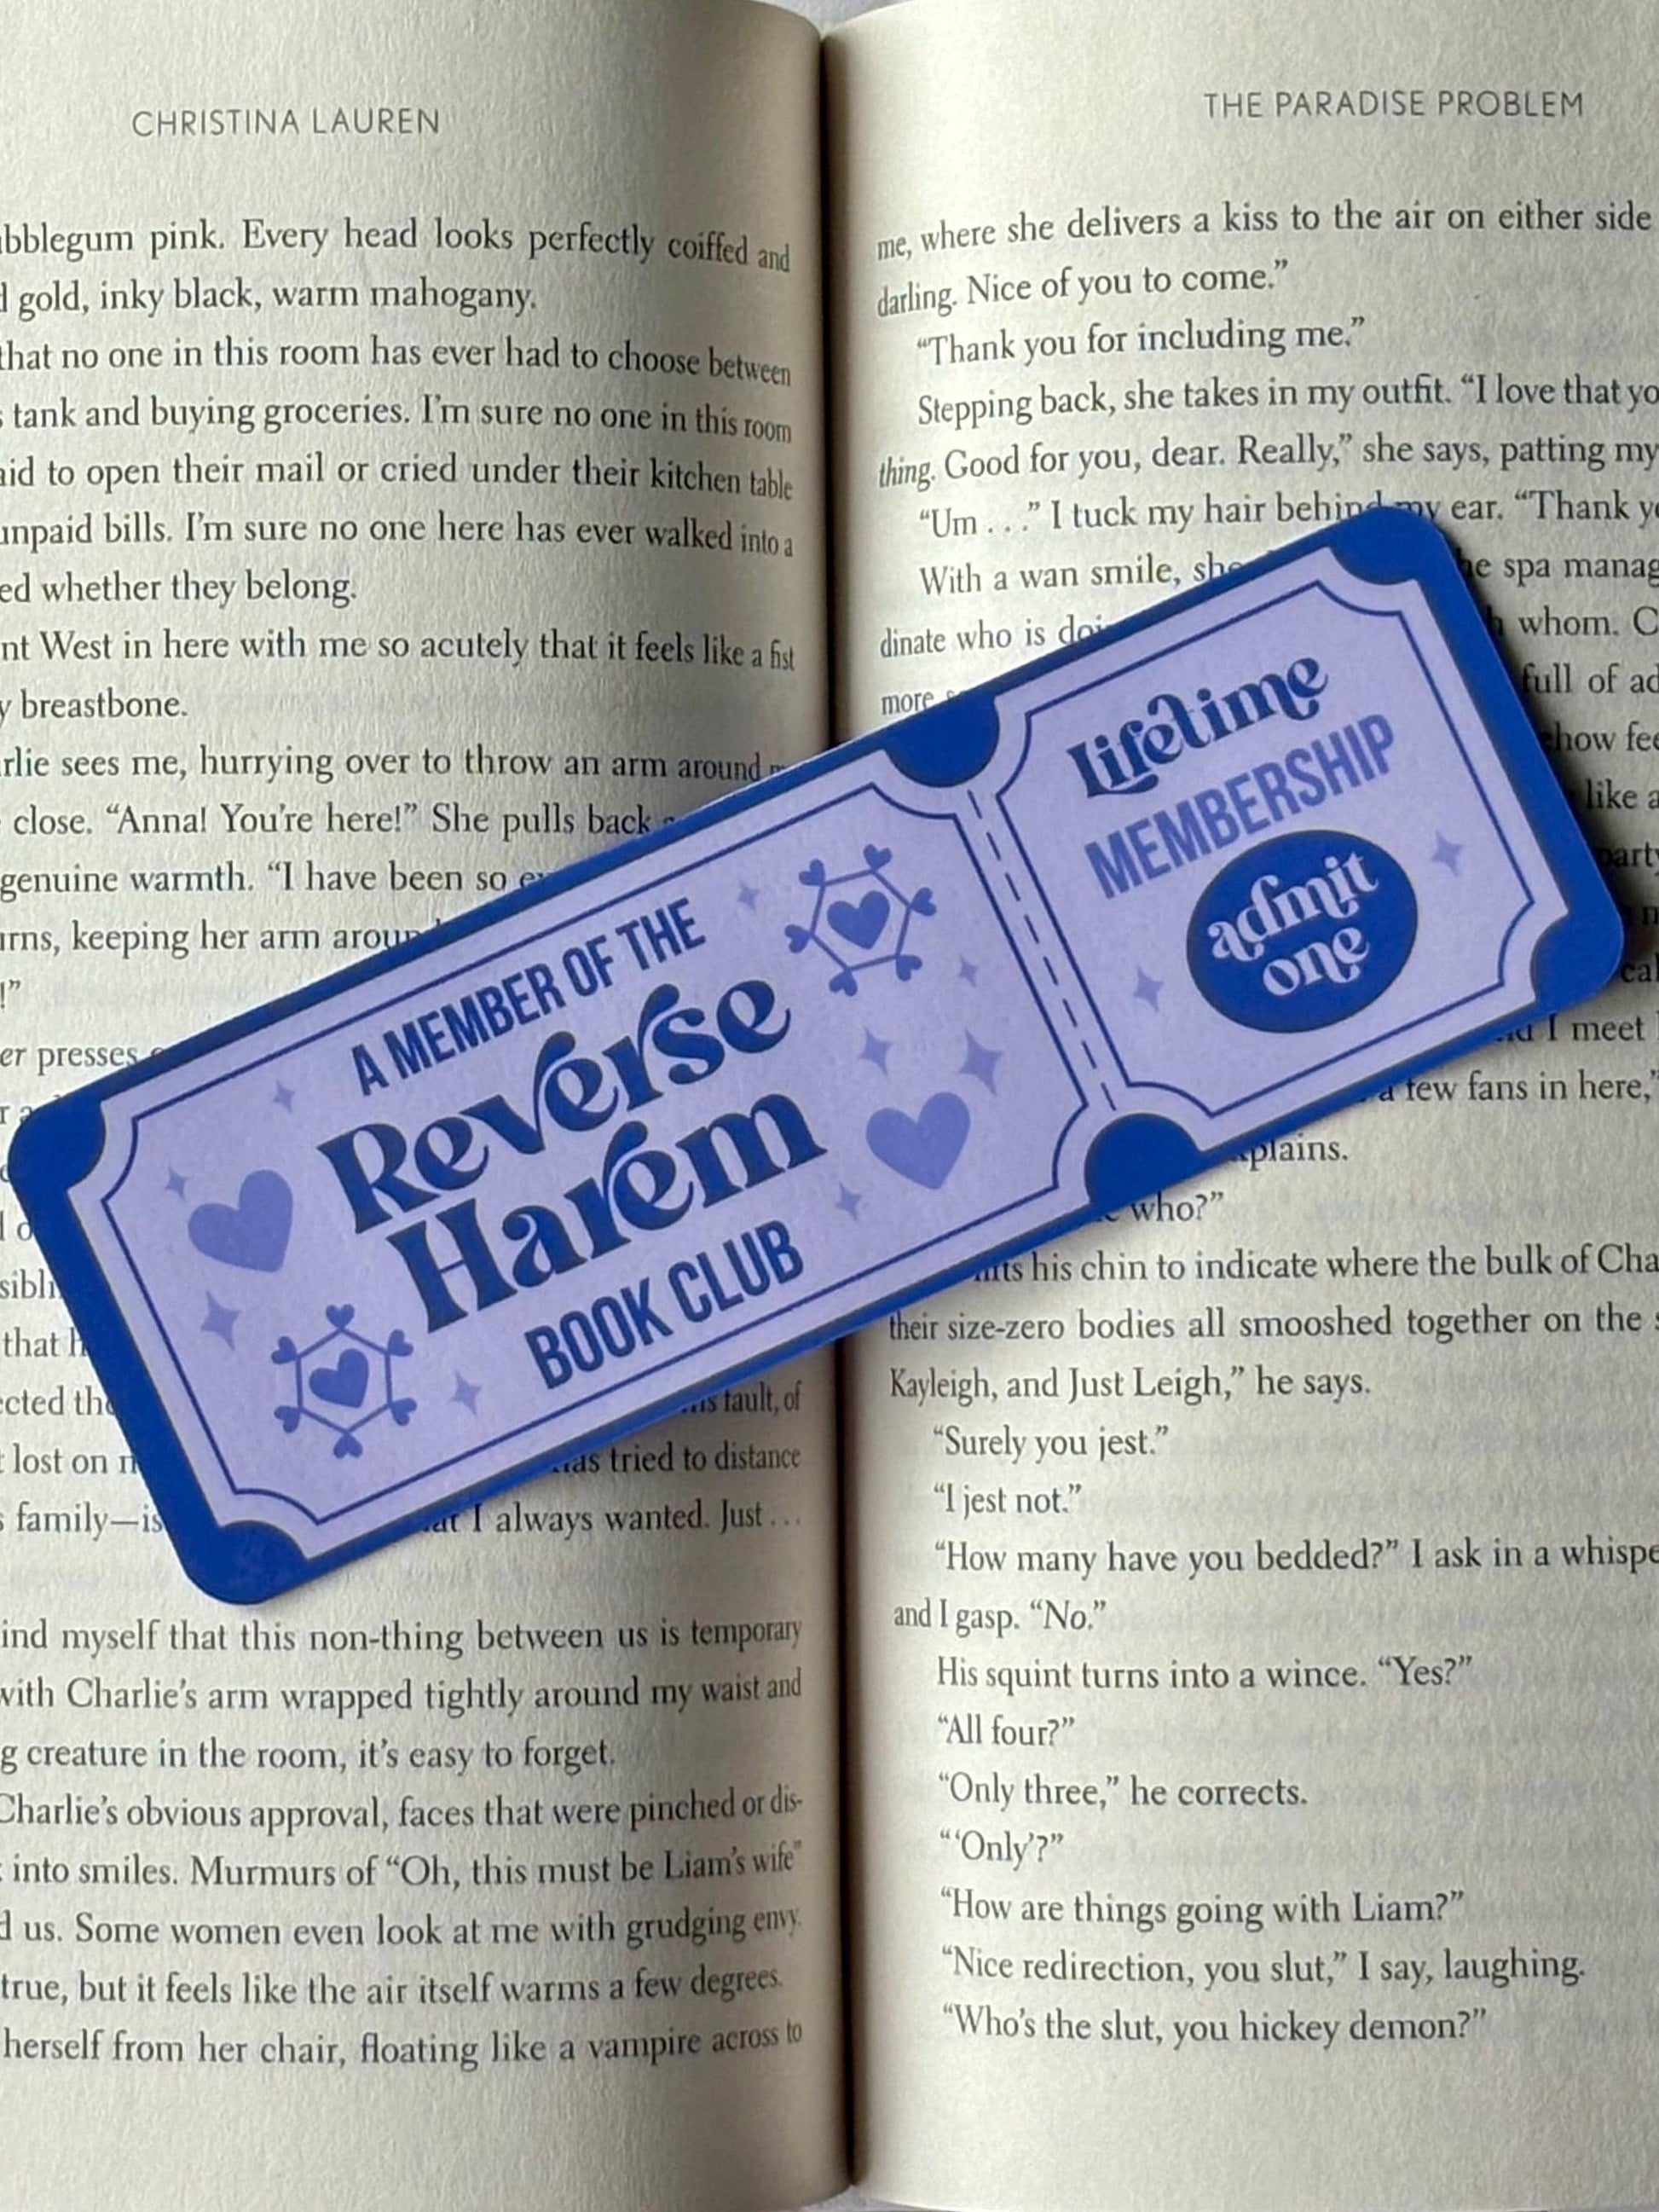 CHRISTINA LAUREN
bblegum pink. Every head looks perfectly coiffed and
gold, inky black, warm mahogany.
that no one in this room has ever had to choose between
tank and buying groceries. I'm sure no one in this room
aid to open their mail or cried under their kitchen table
unpaid bills. I'm sure no one here has ever walked into a
ed whether they belong.
nt West in here with me so acutely that it feels like a fist
y breastbone.
rlie sees me, hurrying over to throw an arm around
close. “Anna! You're here!” She pulls back
genuine warmth. “I have been so
urns, keeping her arm aroun
!”
er presses
sibl
that
cted th
lost on
family—is
fault, of
has tried to distance
I always wanted. Just . . .
ind myself that this non-thing between us is temporary
with Charlie's arm wrapped tightly around my waist and
g creature in the room, it's easy to forget.
Charlie's obvious approval, faces that were pinched or dis-
into smiles. Murmurs of “Oh, this must be Liam's wife”
d us. Some women even look at me with grudging envy.
true, but it feels like the air itself warms a few degrees.
herself from her chair, floating like a vampire across to
A MEMBER OF THE
Reverse
Harem
BOOK CLUB
Lifetime
MEMBERSHIP
admit
one
THE PARADISE PROBLEM
me, where she delivers a kiss to the air on either side
darling. Nice of you to come.”
“Thank you for including me.”
Stepping back, she takes in my outfit. “I love that yo
thing. Good for you, dear. Really,” she says, patting my
“Um . . .” I tuck my hair behind my ear. “Thank y
With a wan smile, she he spa manag
dinate who is doi whom. C
more full of ad
how fee
like a
party
cal
I meet
a few fans in here,”
plains.
who?”
his chin to indicate where the bulk of Cha
their size-zero bodies all smooshed together on the
Kayleigh, and Just Leigh,” he says.
“Surely you jest.”
“I jest not.”
“How many have you bedded?” I ask in a whispe
and I gasp. “No.”
His squint turns into a wince. “Yes?”
“All four?”
“Only three,” he corrects.
“‘Only’?”
“How are things going with Liam?”
“Nice redirection, you slut,” I say, laughing.
“Who's the slut, you hickey demon?”